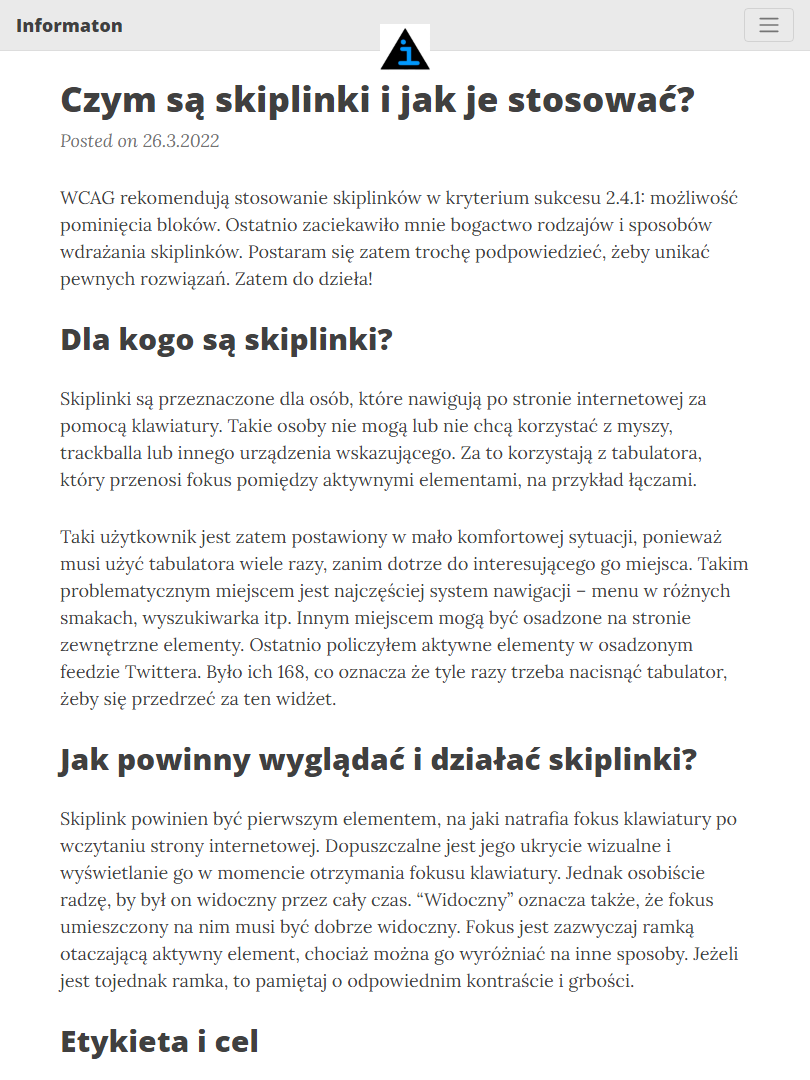 Informaton
i
Czym są skiplinki i jak je stosować?
Posted on 26.3.2022
WCAG rekomendują stosowanie skiplinków w kryterium sukcesu 2.4.1: możliwość
pominięcia bloków. Ostatnio zaciekawiło mnie bogactwo rodzajów i sposobów
wdrażania skiplinków. Postaram się zatem trochę podpowiedzieć, żeby unikać
pewnych rozwiązań. Zatem do dzieła!
Dla kogo są skiplinki?
Skiplinki są przeznaczone dla osób, które nawigują po stronie internetowej za
pomocą klawiatury. Takie osoby nie mogą lub nie chcą korzystać z myszy,
trackballa lub innego urządzenia wskazującego. Za to korzystają z tabulatora,
który przenosi fokus pomiędzy aktywnymi elementami, na przykład łączami.
Taki użytkownik jest zatem postawiony w mało komfortowej sytuacji, ponieważ
musi użyć tabulatora wiele razy, zanim dotrze do interesującego go miejsca. Takim
problematycznym miejscem jest najczęściej system nawigacji – menu w różnych
smakach, wyszukiwarka itp. Innym miejscem mogą być osadzone na stronie
zewnętrzne elementy. Ostatnio policzyłem aktywne elementy w osadzonym
feedzie Twittera. Było ich 168, co oznacza że tyle razy trzeba nacisnąć tabulator,
żeby się przedrzeć za ten widżet.
Jak powinny wyglądać i działać skiplinki?
Skiplink powinien być pierwszym elementem, na jaki natrafia fokus klawiatury po
wczytaniu strony internetowej. Dopuszczalne jest jego ukrycie wizualne i
wyświetlanie go w momencie otrzymania fokusu klawiatury. Jednak osobiście
radzę, by był on widoczny przez cały czas. “Widoczny” oznacza także, że fokus
umieszczony na nim musi być dobrze widoczny. Fokus jest zazwyczaj ramką
otaczającą aktywny element, chociaż można go wyróżniać na inne sposoby. Jeżeli
jest tojednak ramka, to pamiętaj o odpowiednim kontraście i grbości.
Etykieta i cel